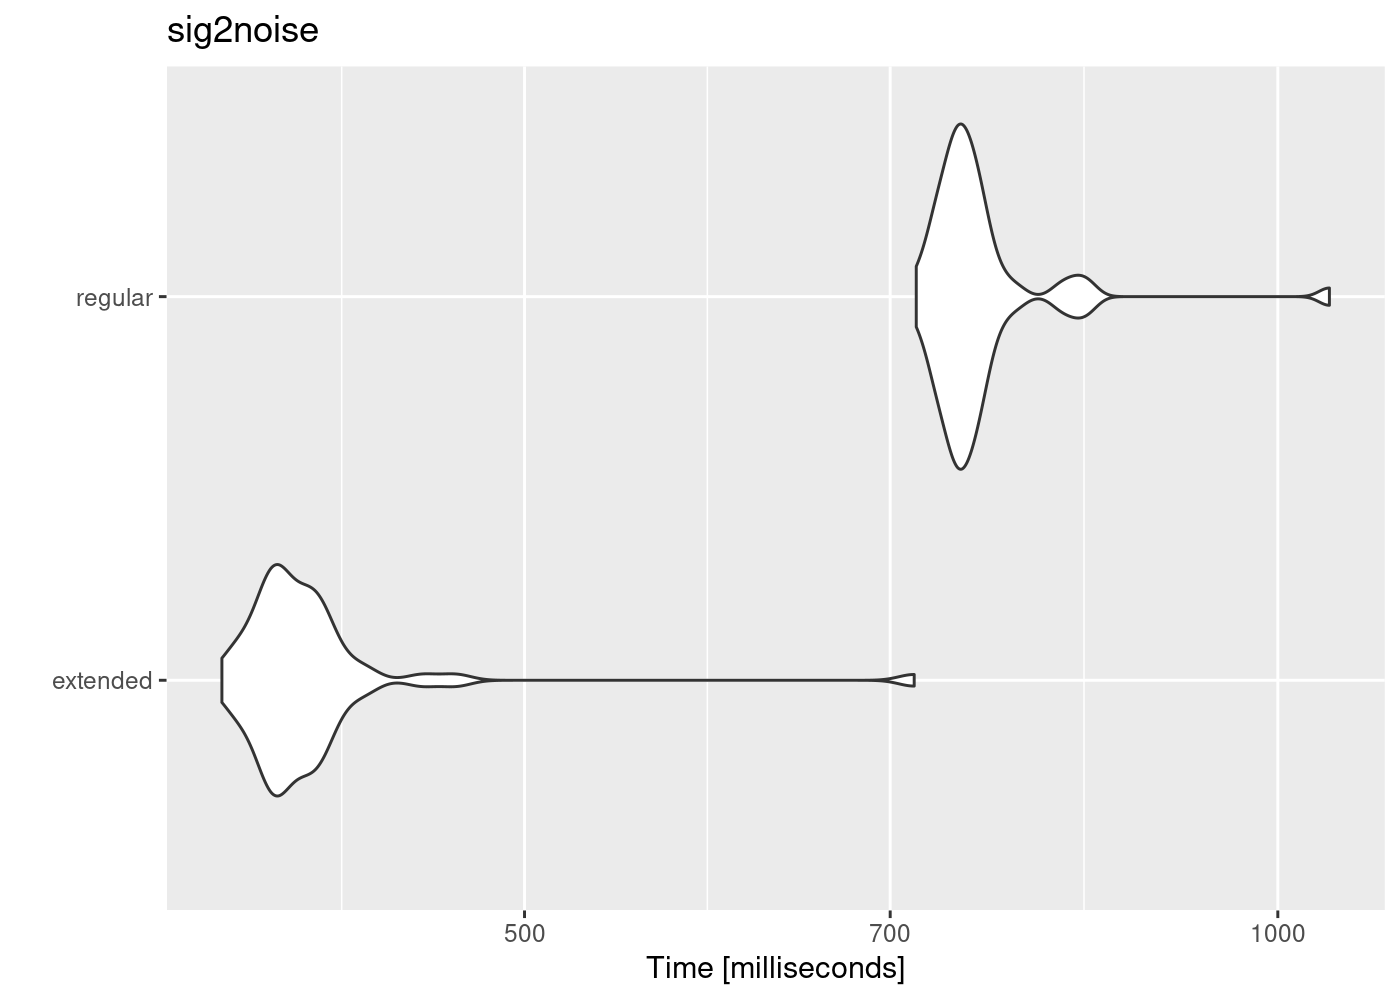 sig2noise
regular
extended
500 700 1000
Time [milliseconds]